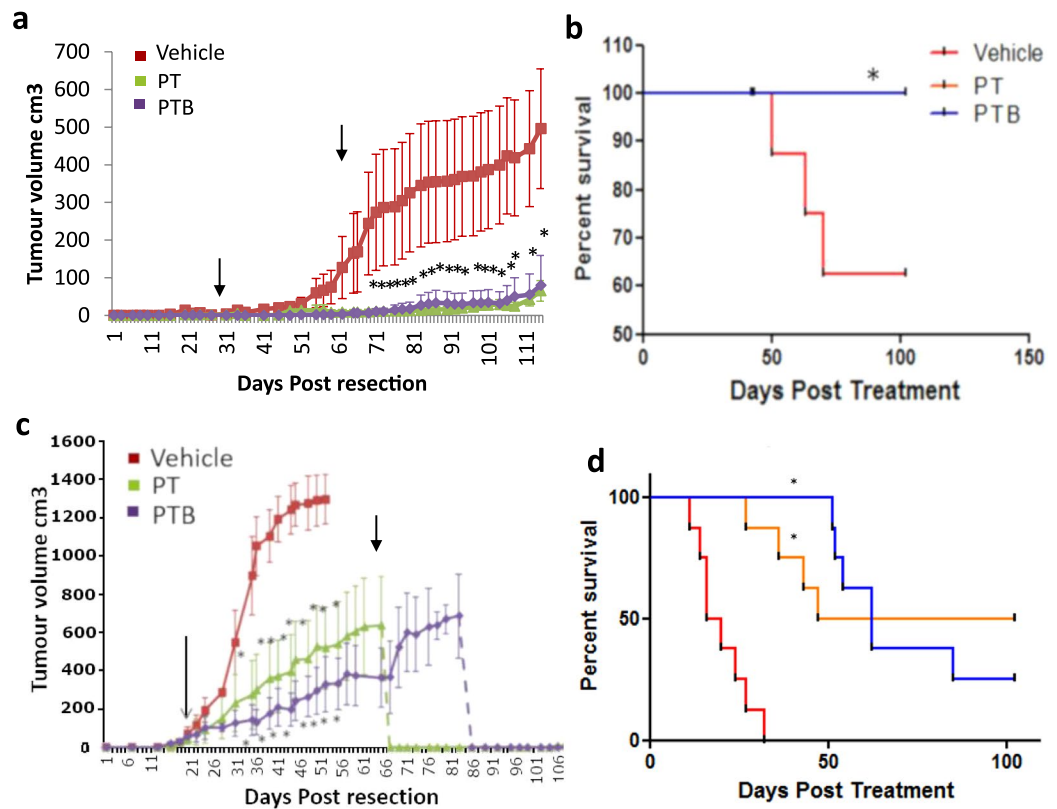 a
Tumour volume cm3
700
600
500
400
300
200
100
0
Vehicle
PT
PTB
* * * * * * * * * * * * * * * * * * * *
1 11 21 31 41 51 61 71 81 91 101 111
Days Post resection
b
Percent survival
110
100
90
80
70
60
50
*
Vehicle
PT
PTB
0 50 100 150
Days Post Treatment
c
Tumour volume cm3
1600
1400
1200
1000
800
600
400
200
0
Vehicle
PT
PTB
* * * * * * * * *
* * * * * * * *
1 6 11 21 26 31 36 41 46 51 56 61 66 71 76 81 86 91 96 101 106
Days Post resection
d
Percent survival
100
50
0
*
*
0 50 100
Days Post Treatment